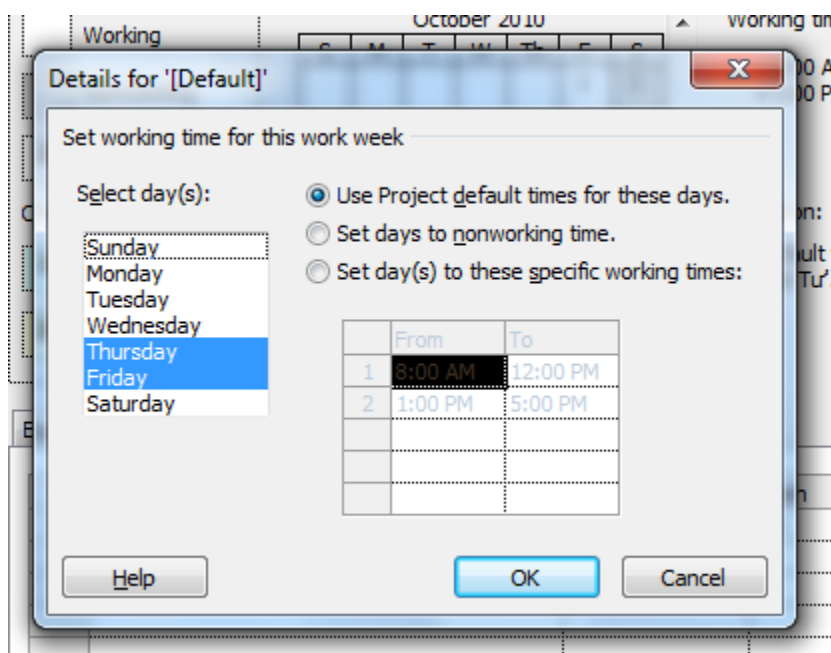 October 2010
Working
S M T W Th F S
Details for '[Default]'
Set working time for this work week
Select day(s):
Sunday
Monday
Tuesday
Wednesday
Thursday
Friday
Saturday
Use Project default times for these days.
Set days to nonworking time.
Set day(s) to these specific working times:
From To
1 8:00 AM 12:00 PM
2 1:00 PM 5:00 PM
Help OK Cancel